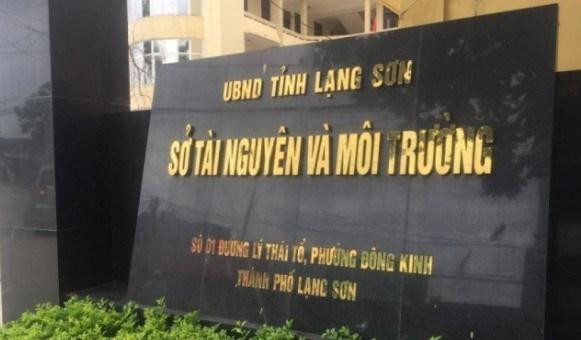 UBND TỈNH LẠNG SƠN
SỞ TÀI NGUYÊN VÀ MÔI TRƯỜNG
SỐ 01 ĐƯỜNG LÝ THÁI TỔ, PHƯỜNG ĐÔNG KINH
THÀNH PHỐ LẠNG SƠN